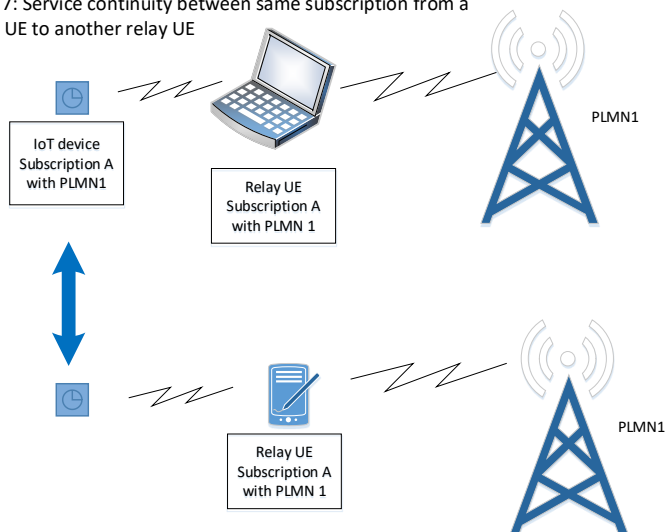 7: Service continuity between same subscription from a
UE to another relay UE
PLMN1
IoT device
Subscription A
with PLMN1
Relay UE
Subscription A
with PLMN 1
PLMN1
Relay UE
Subscription A
with PLMN 1